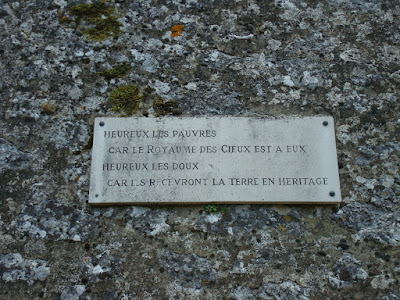 HEUREUX LES PAUVRES
CAR LE ROYAUME DES CIEUX EST A EUX
HEUREUX LES DOUX
CAR ILS RECEVRONT LA TERRE EN HERITAGE